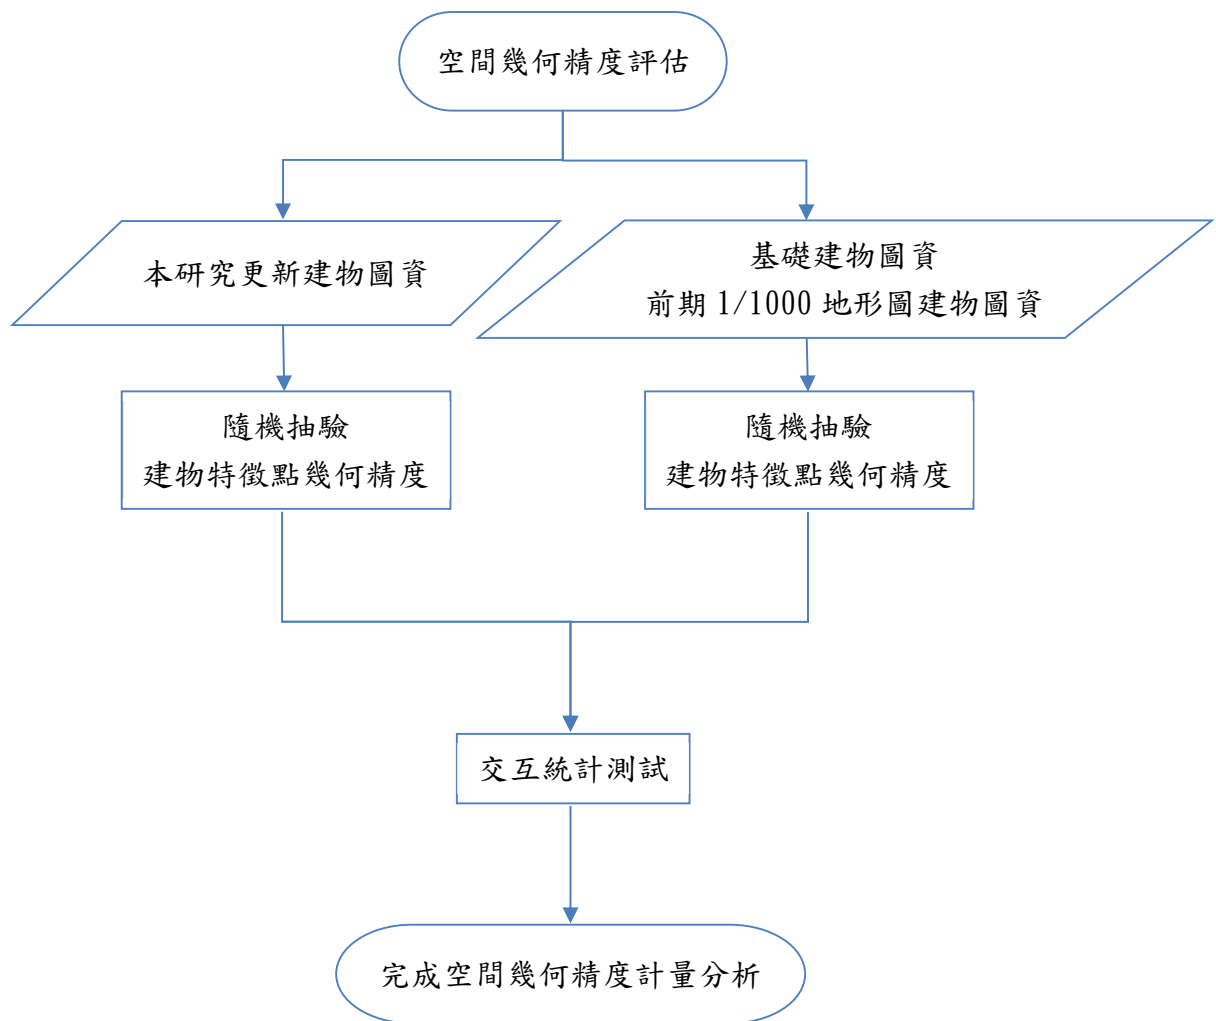 空間幾何精度評估
本研究更新建物圖資
基礎建物圖資
前期 1/1000 地形圖建物圖資
隨機抽驗
建物特徵點幾何精度
隨機抽驗
建物特徵點幾何精度
交互統計測試
完成空間幾何精度計量分析